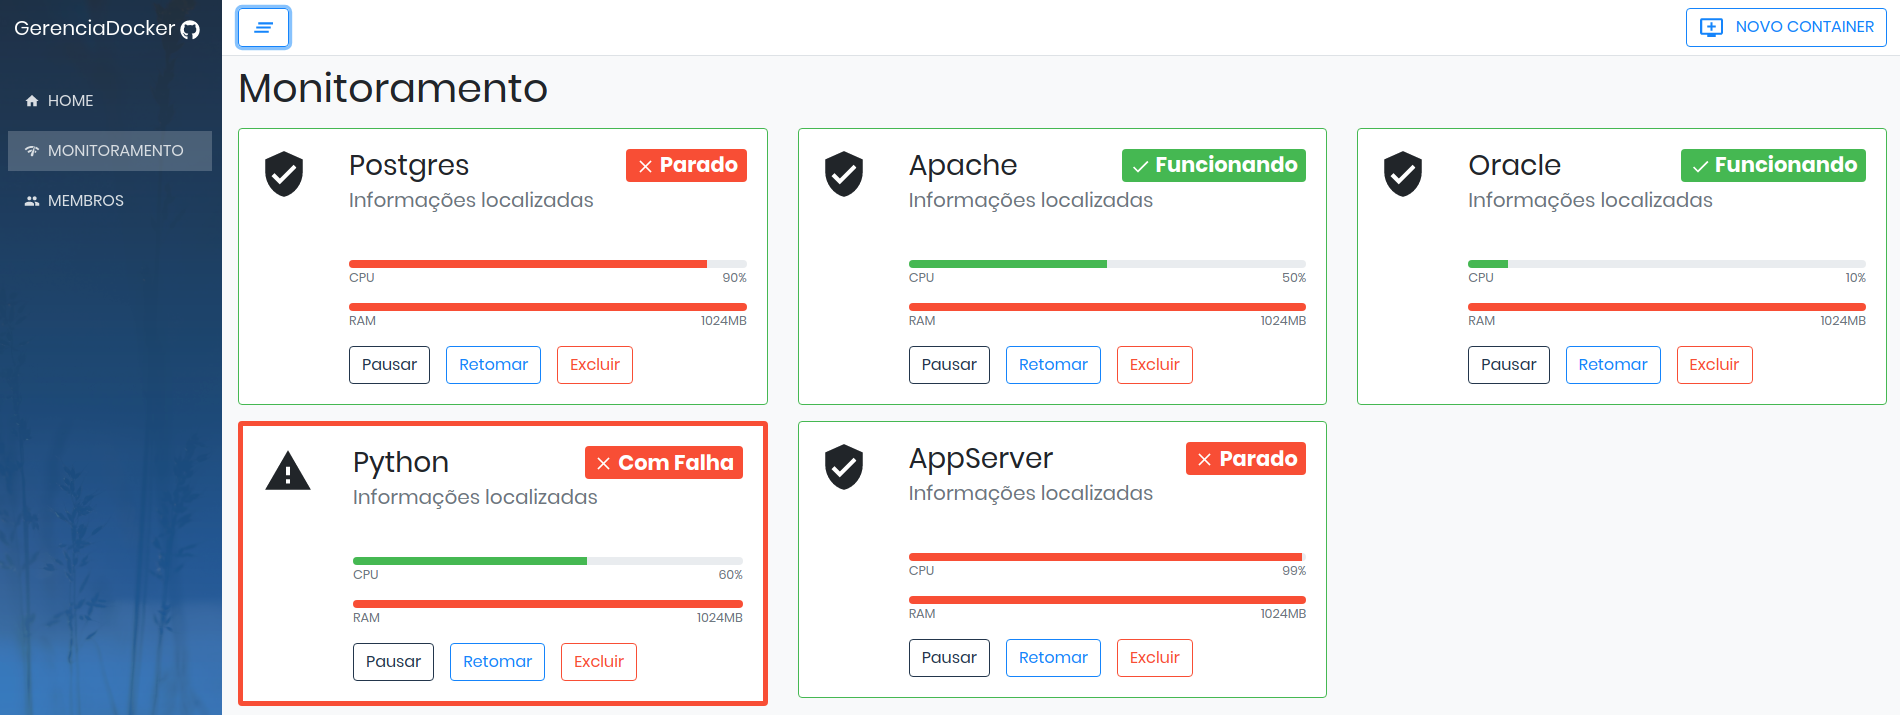 GerenciaDocker
NOVO CONTAINER
HOME
MONITORAMENTO
MEMBROS
Monitoramento
Postgres
Parado
Informações localizadas
CPU 90%
RAM 1024MB
Pausar Retomar Excluir
Apache
Funcionando
Informações localizadas
CPU 50%
RAM 1024MB
Pausar Retomar Excluir
Oracle
Funcionando
Informações localizadas
CPU 10%
RAM 1024MB
Pausar Retomar Excluir
Python
Com Falha
Informações localizadas
CPU 60%
RAM 1024MB
Pausar Retomar Excluir
AppServer
Parado
Informações localizadas
CPU 99%
RAM 1024MB
Pausar Retomar Excluir